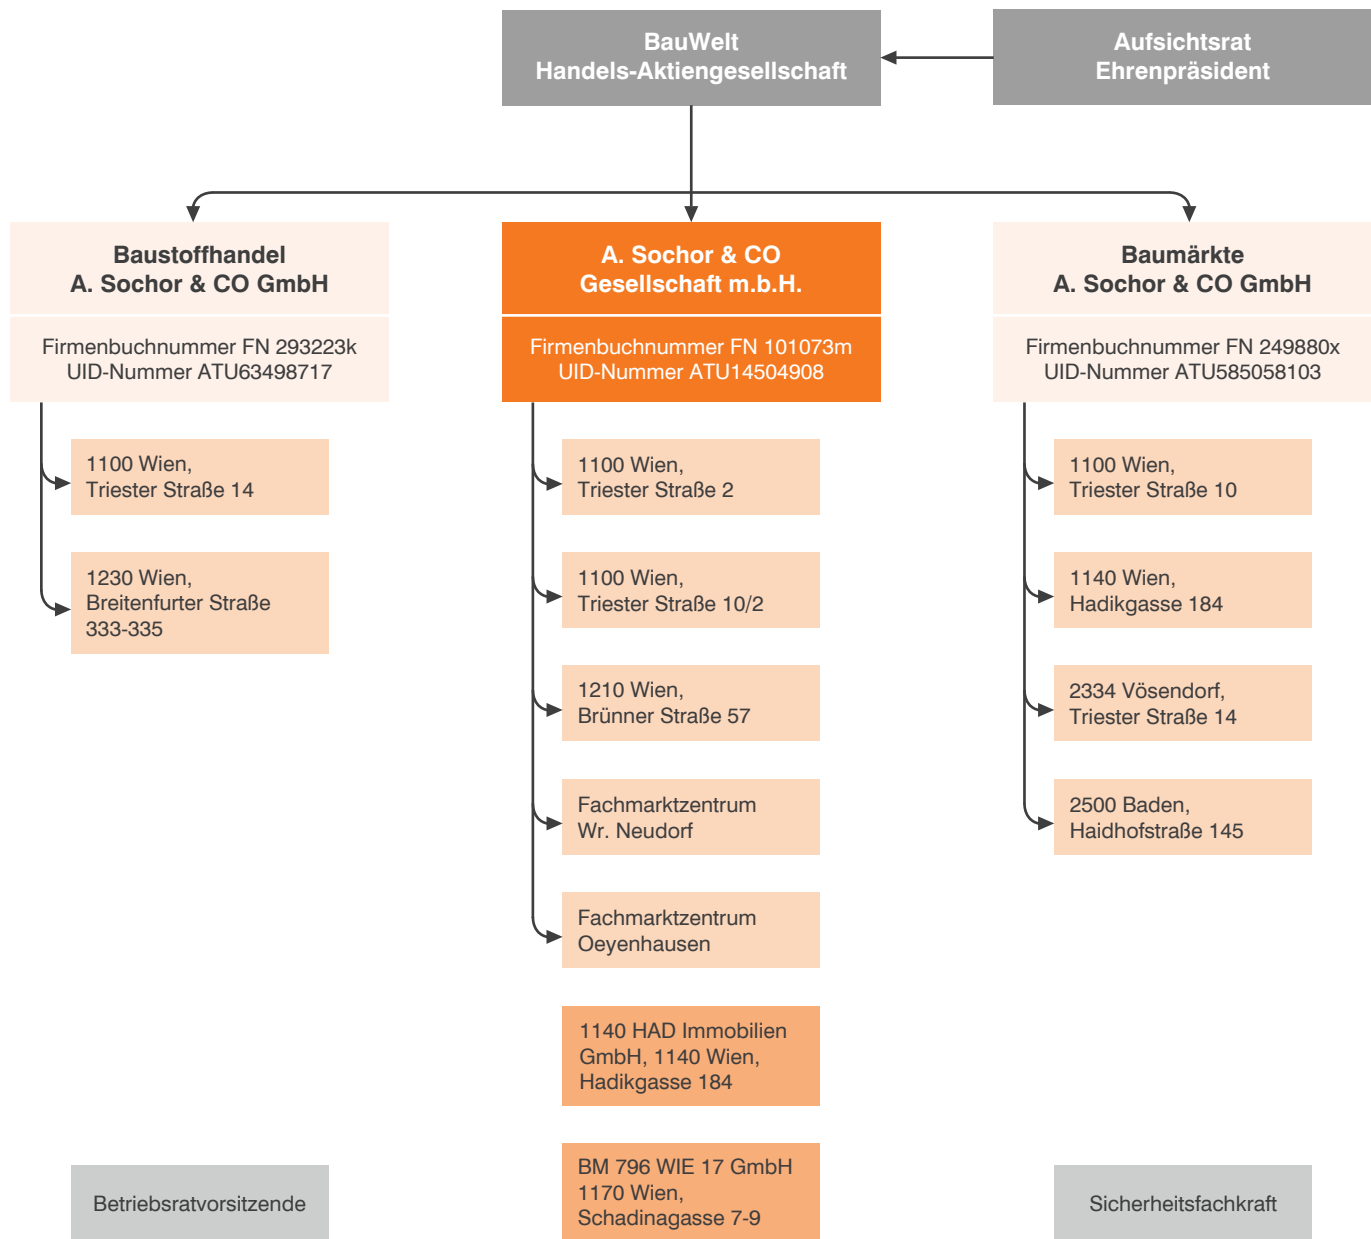 BauWelt
Handels-Aktiengesellschaft
Aufsichtsrat
Ehrenpräsident
Baustoffhandel
A. Sochor & CO GmbH
Firmenbuchnummer FN 293223k
UID-Nummer ATU63498717
1100 Wien,
Triester Straße 14
1230 Wien,
Breitenfurter Straße
333-335
A. Sochor & CO
Gesellschaft m.b.H.
Firmenbuchnummer FN 101073m
UID-Nummer ATU14504908
1100 Wien,
Triester Straße 2
1100 Wien,
Triester Straße 10/2
1210 Wien,
Brünner Straße 57
Fachmarktzentrum
Wr. Neudorf
Fachmarktzentrum
Oeyenhausen
1140 HAD Immobilien
GmbH, 1140 Wien,
Hadikgasse 184
BM 796 WIE 17 GmbH
1170 Wien,
Schadinagasse 7-9
Baumärkte
A. Sochor & CO GmbH
Firmenbuchnummer FN 249880x
UID-Nummer ATU585058103
1100 Wien,
Triester Straße 10
1140 Wien,
Hadikgasse 184
2334 Vösendorf,
Triester Straße 14
2500 Baden,
Haidhofstraße 145
Betriebsratvorsitzende
Sicherheitsfachkraft